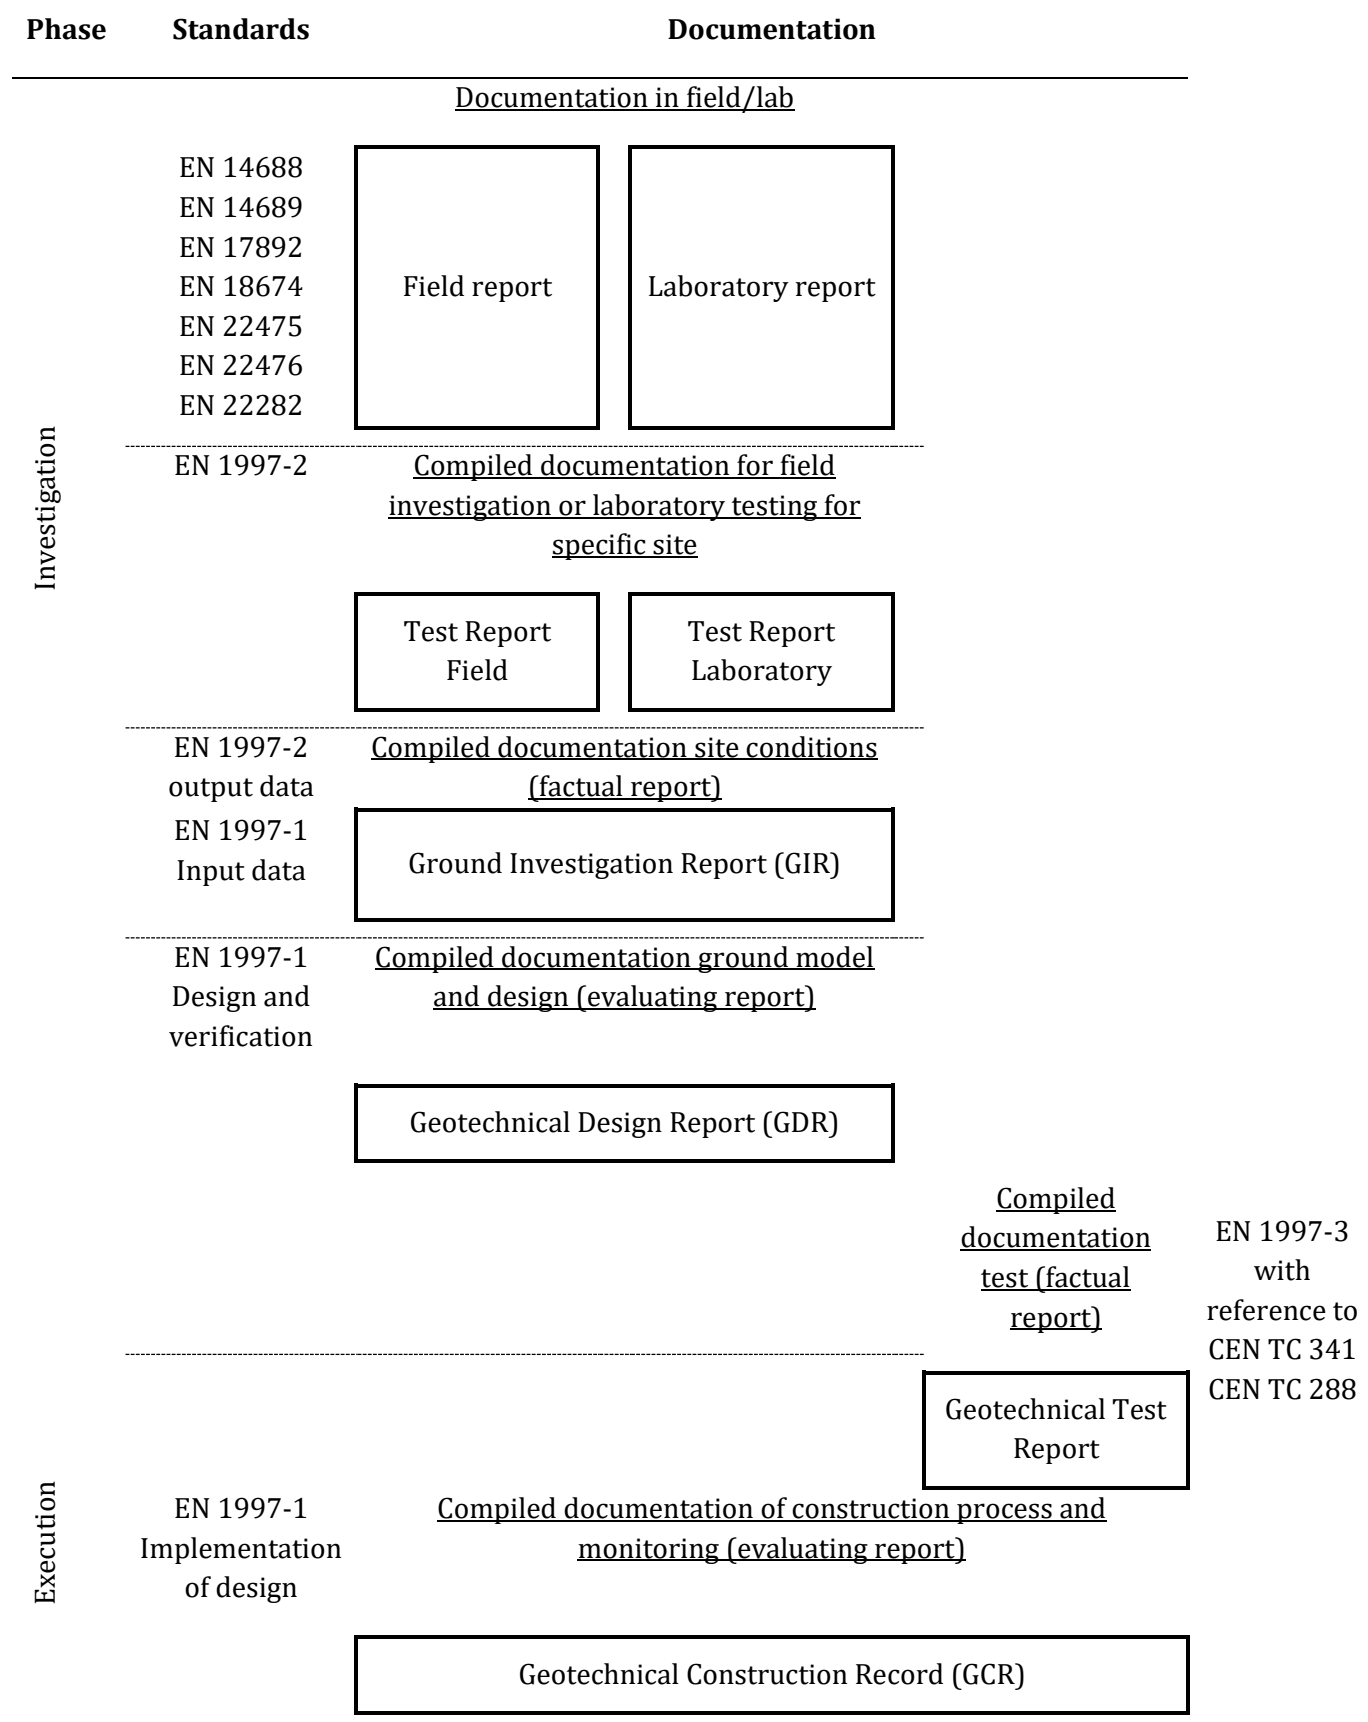 Phase Standards Documentation
Documentation in field/lab
EN 14688
EN 14689
EN 17892
EN 18674
EN 22475
EN 22476
EN 22282
Field report
Laboratory report
Investigation
EN 1997-2
Compiled documentation for field
investigation or laboratory testing for
specific site
Test Report
Field
Test Report
Laboratory
EN 1997-2
output data
Compiled documentation site conditions
(factual report)
EN 1997-1
Input data
Ground Investigation Report (GIR)
EN 1997-1
Design and
verification
Compiled documentation ground model
and design (evaluating report)
Geotechnical Design Report (GDR)
Compiled
documentation
test (factual
report)
EN 1997-3
with
reference to
CEN TC 341
CEN TC 288
Geotechnical Test
Report
Execution
EN 1997-1
Implementation
of design
Compiled documentation of construction process and
monitoring (evaluating report)
Geotechnical Construction Record (GCR)